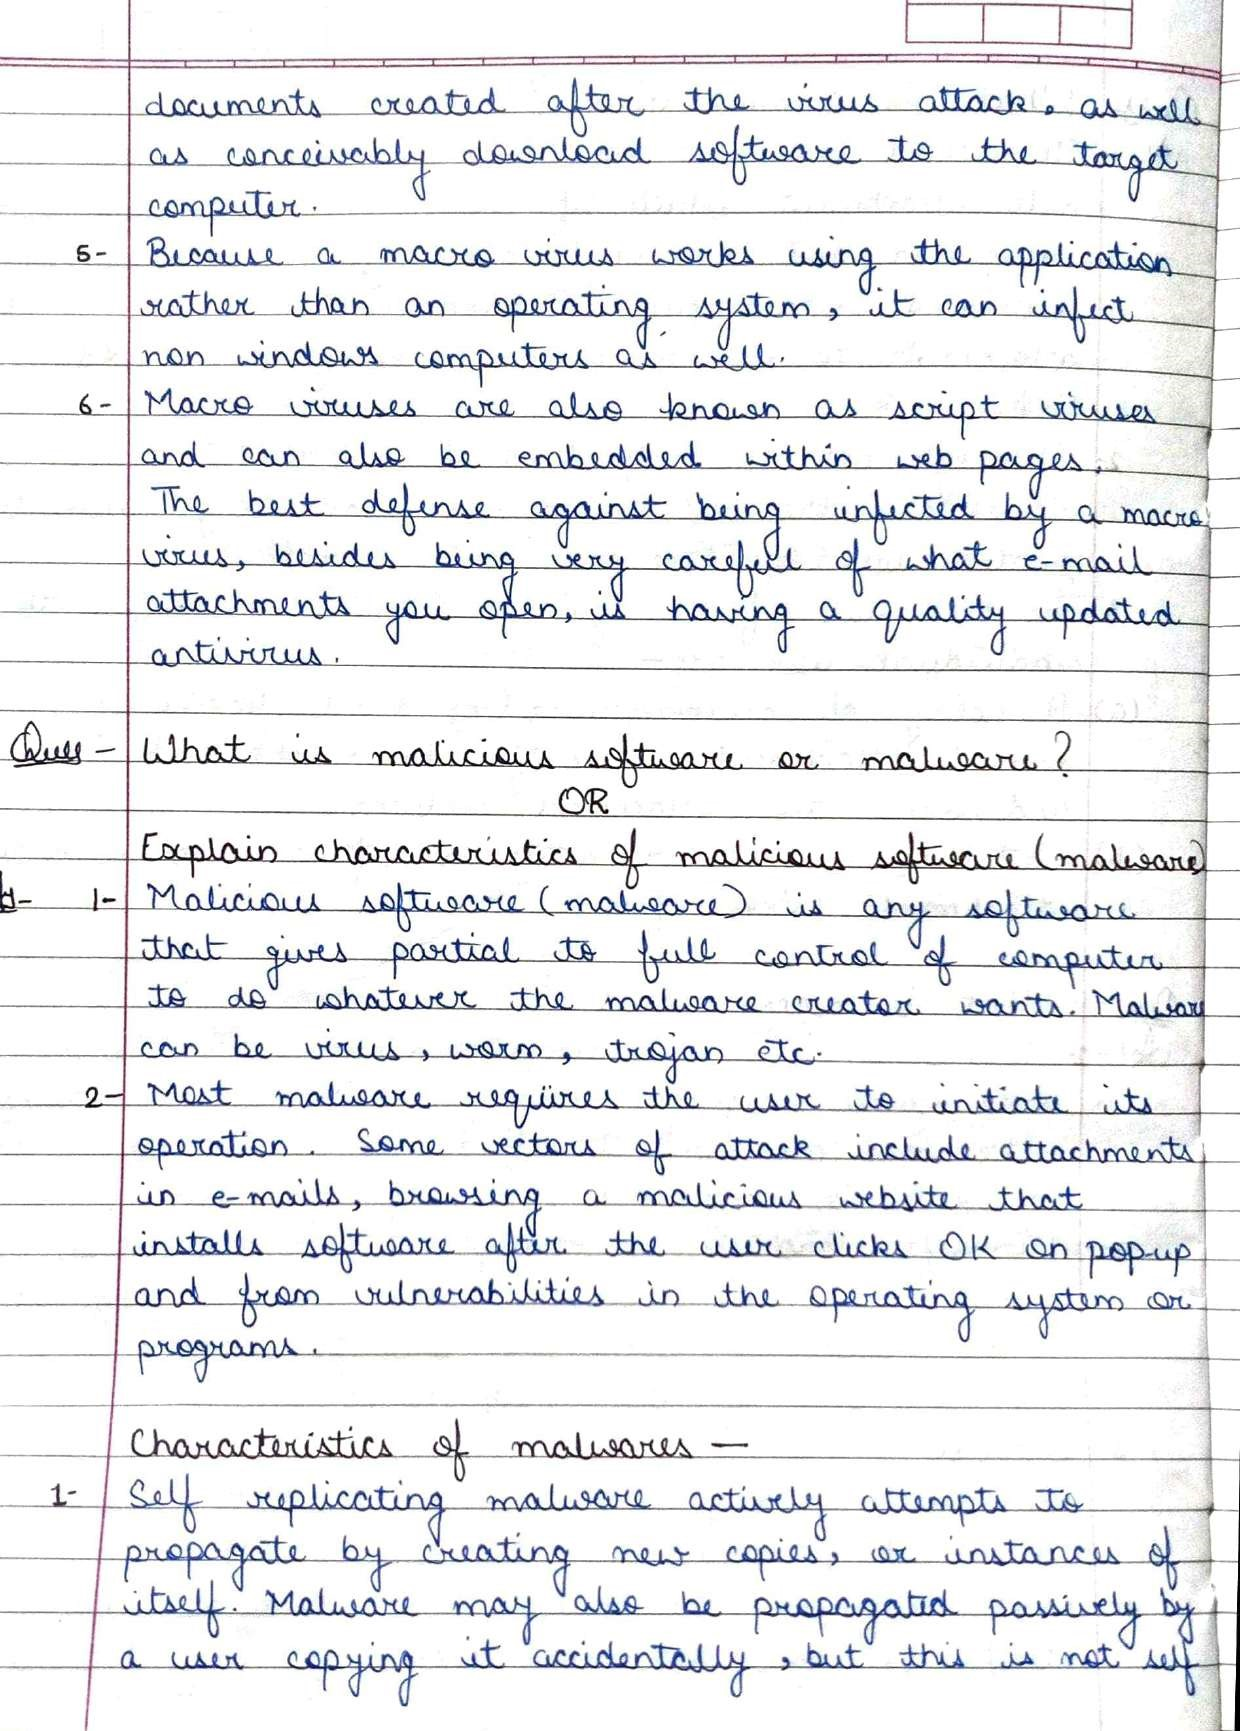 documents created after the virus attack, as well
as conceivably download software to the target
computer.
5- Because a macro virus works using the application
rather than an operating system, it can infect
non windows computers as well.
6- Macro viruses are also known as script viruses
and can also be embedded within web pages.
The best defense against being infected by a macro
virus, besides being very carefull of what e-mail
attachments you open, is having a quality updated
antivirus.
Ques - What is malicious software or malware?
OR
Explain characteristics of malicious software (malware)
1- Malicious software (malware) is any software
that gives partial to full control of computer
to do whatever the malware creator wants. Malware
can be virus, worm, trojan etc.
2- Most malware requires the user to initiate its
operation. Some vectors of attack include attachments
in e-mails, browsing a malicious website that
installs software after the user clicks OK on pop-up
and from vulnerabilities in the operating system or
programs.
Characteristics of malwares -
1- Self replicating malware actively attempts to
propagate by creating new copies, or instances of
itself. Malware may also be propagated passively by
a user copying it accidentally, but this is not self